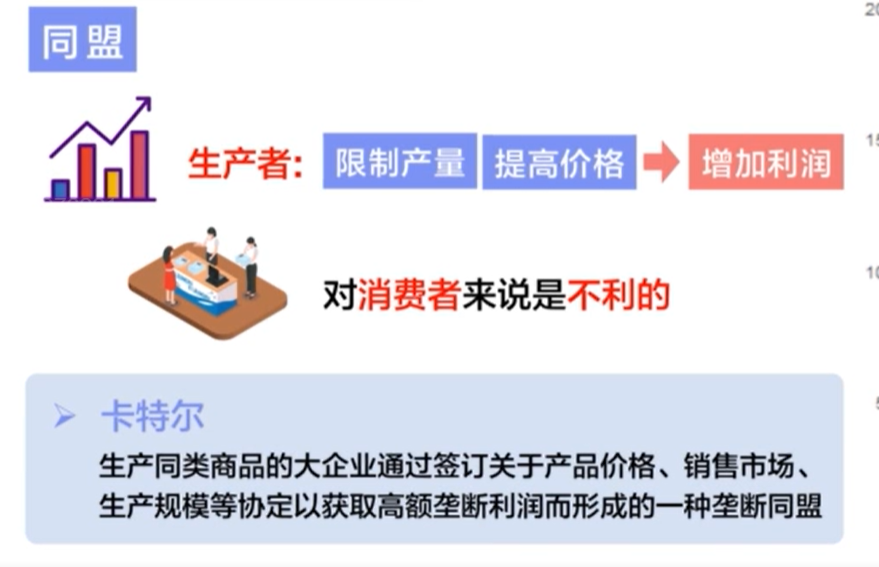 同盟
生产者: 限制产量 提高价格 增加利润
对消费者来说是不利的
卡特尔
生产同类商品的大企业通过签订关于产品价格、销售市场、
生产规模等协定以获取高额垄断利润而形成的一种垄断同盟